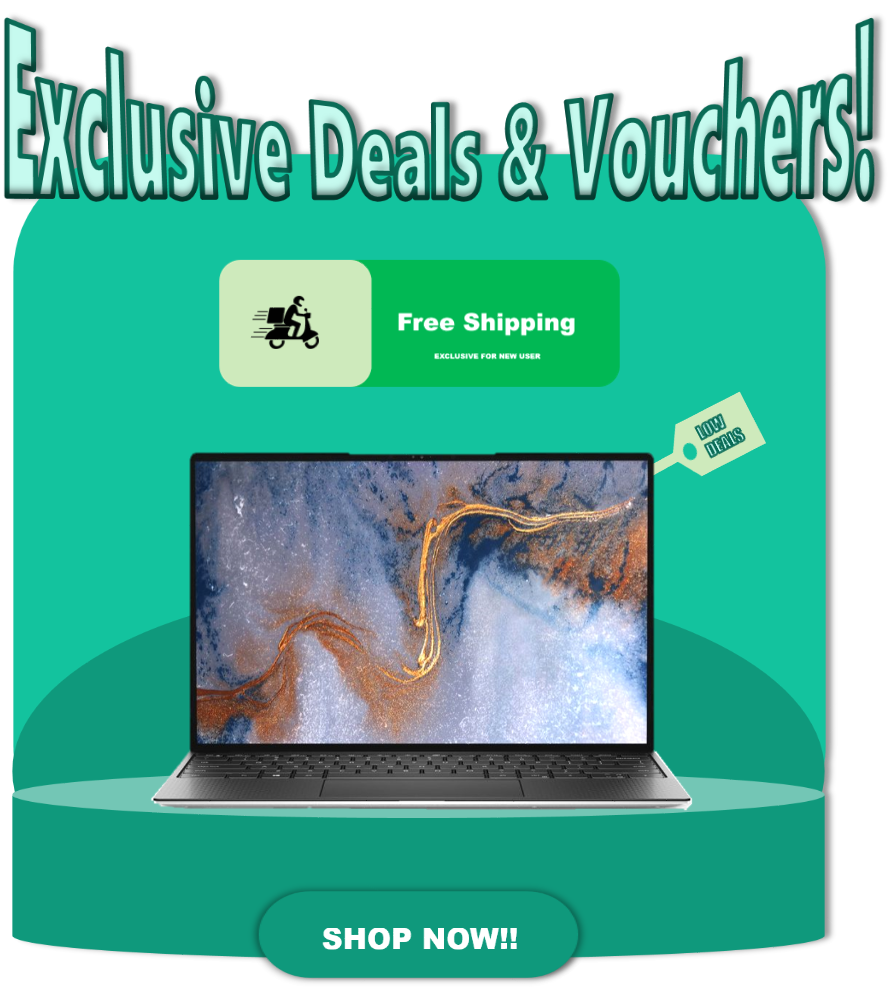 Exclusive Deals & Vouchers!
Free Shipping
EXCLUSIVE FOR NEW USER
LOW
DEALS
SHOP NOW!!